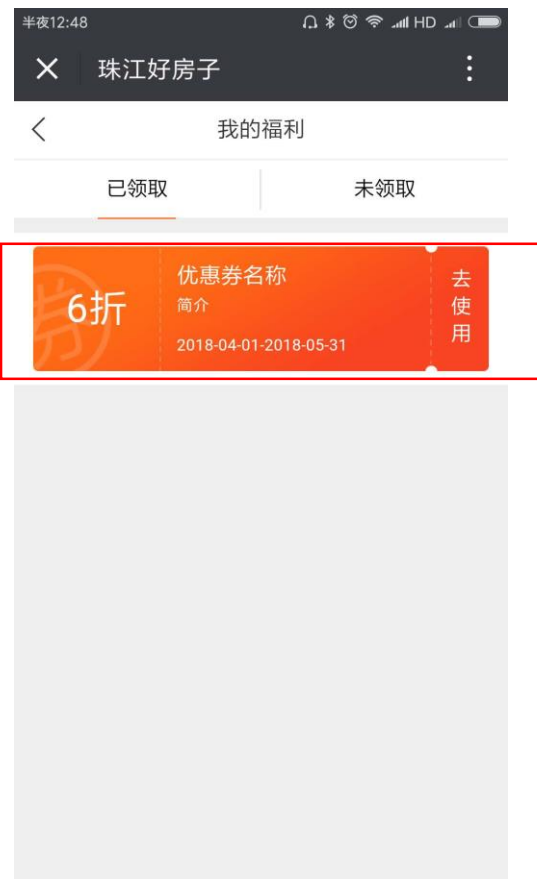 半夜12:48 HD
珠江好房子
我的福利
已领取 未领取
6折
优惠券名称
简介
2018-04-01-2018-05-31
去使用
券